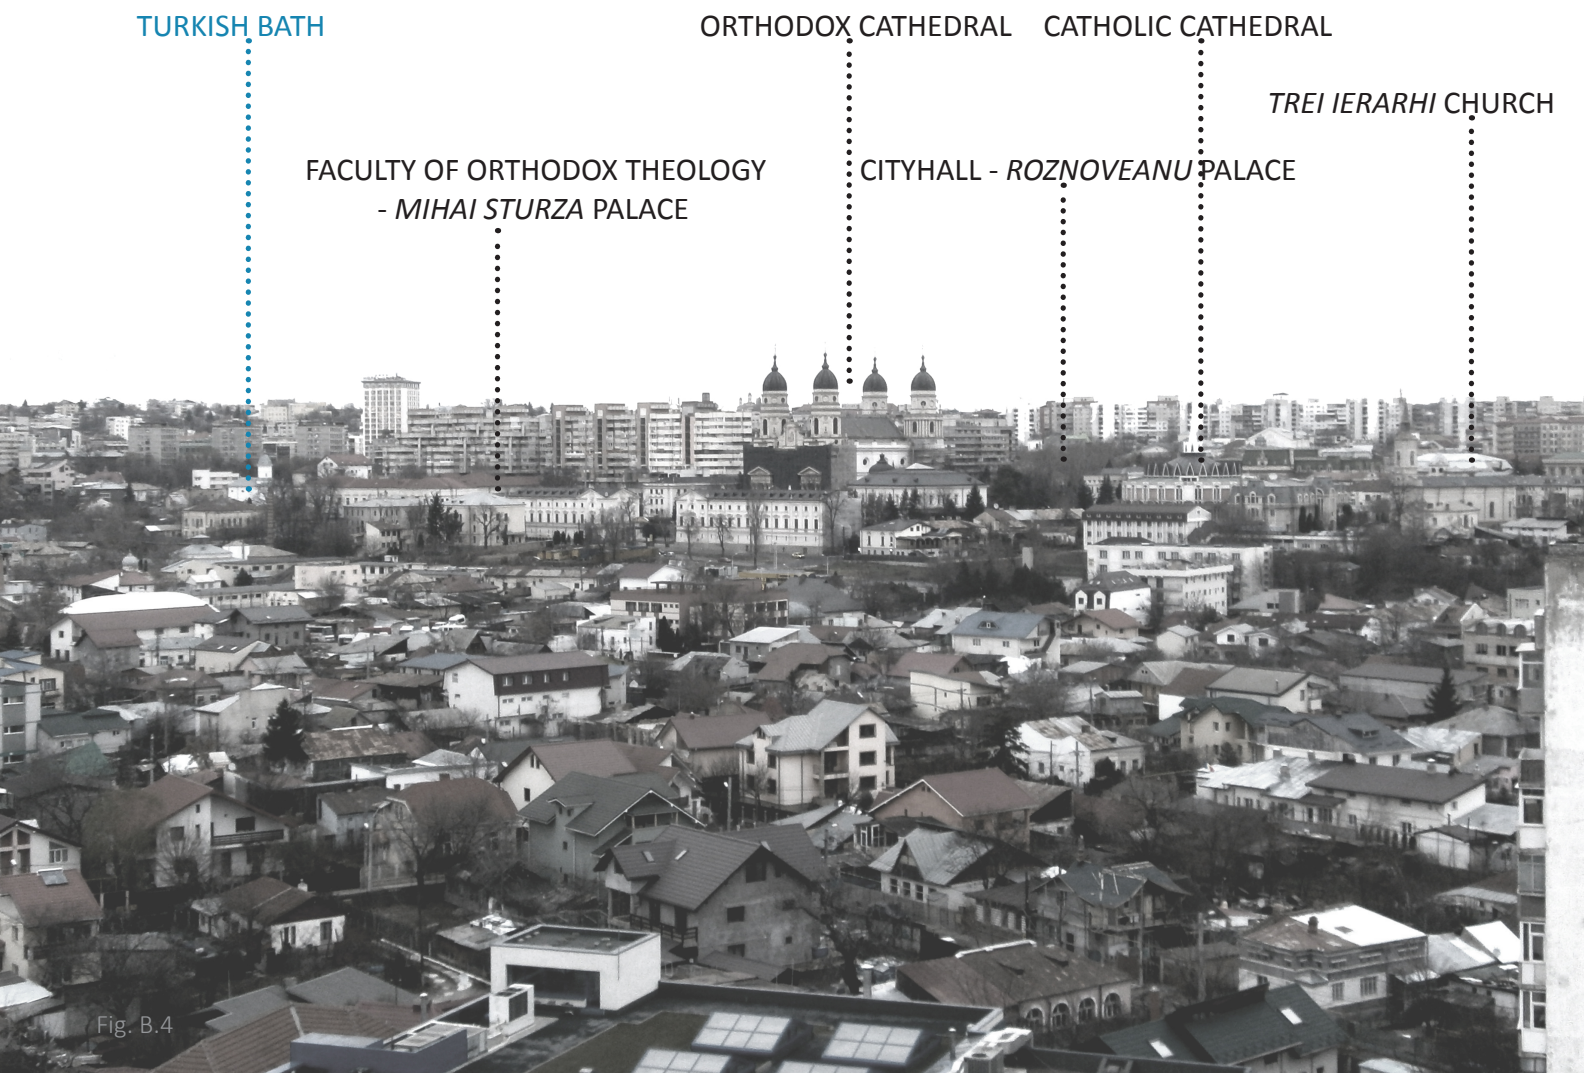 TURKISH BATH
ORTHODOX CATHEDRAL
CATHOLIC CATHEDRAL
TREI IERARHI CHURCH
FACULTY OF ORTHODOX THEOLOGY
- MIHAI STURZA PALACE
CITYHALL - ROZNOVEANU PALACE
Fig. B.4